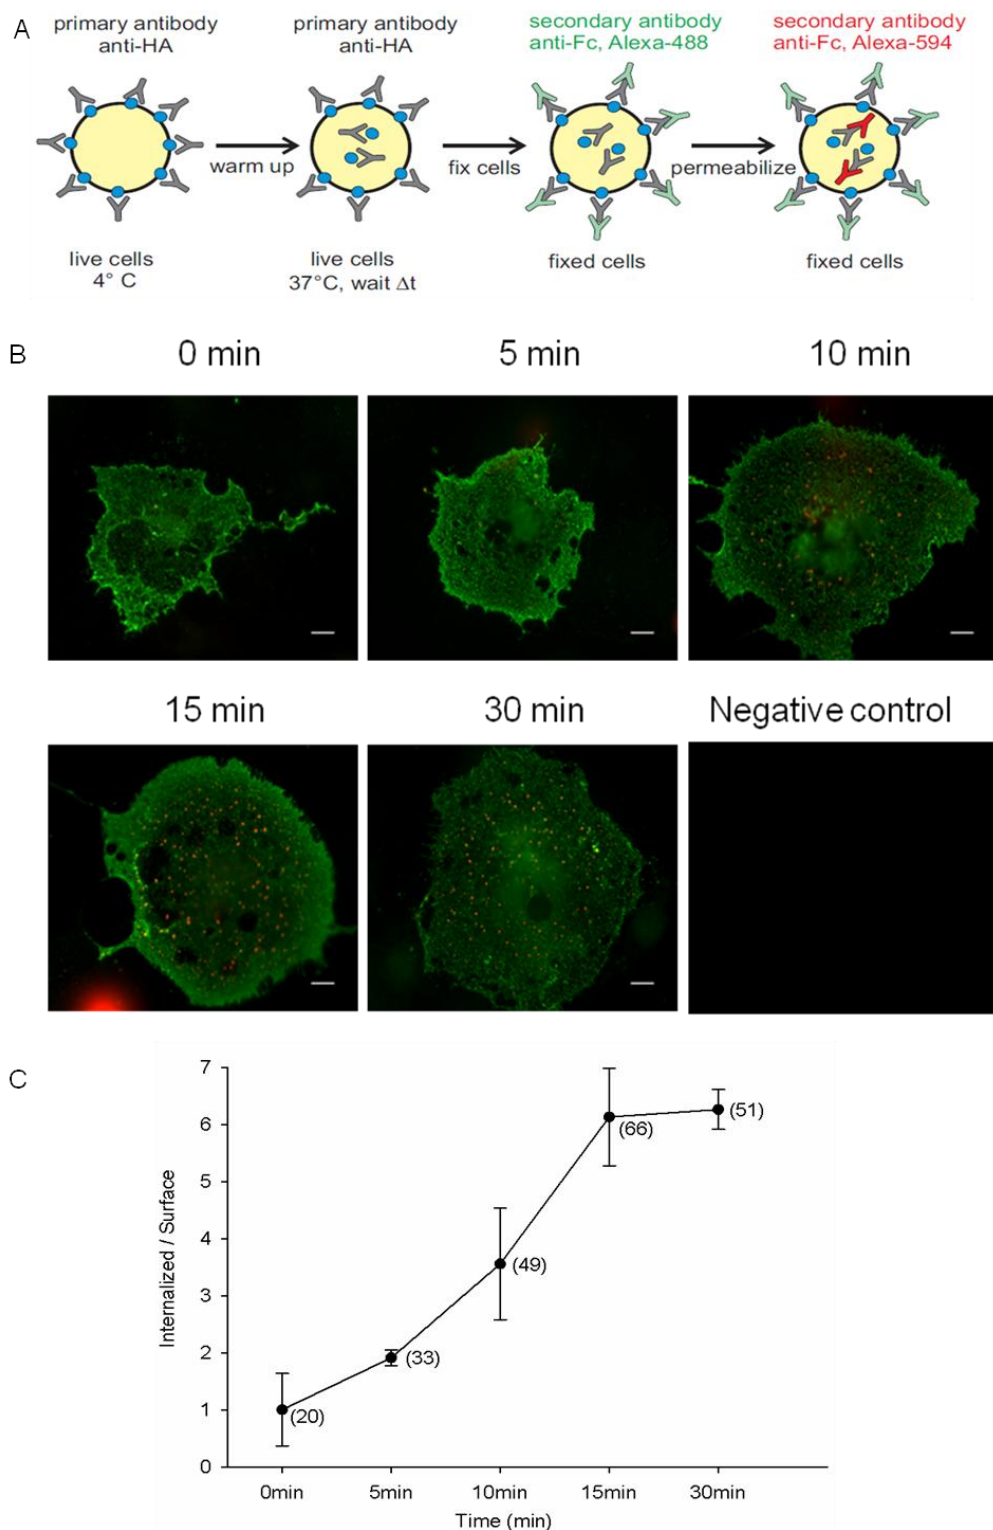 A
primary antibody
anti-HA
primary antibody
anti-HA
secondary antibody
anti-Fc, Alexa-488
secondary antibody
anti-Fc, Alexa-594
warm up
fix cells
permeabilize
live cells
4° C
live cells
37°C, wait Δt
fixed cells
fixed cells
B
0 min
5 min
10 min
15 min
30 min
Negative control
C
Internalized / Surface
7
6
5
4
3
2
1
0
(20)
(33)
(49)
(66)
(51)
0min
5min
10min
15min
30min
Time (min)